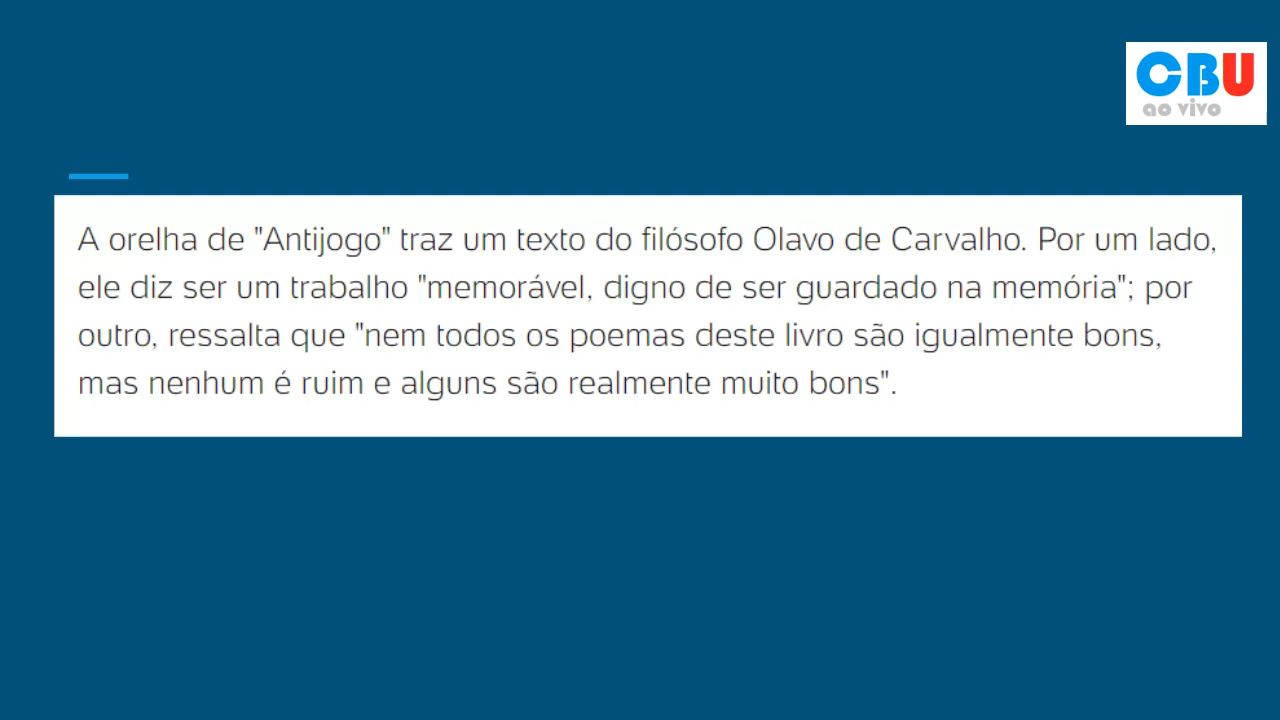 CBU
ao vivo
A orelha de "Antijogo" traz um texto do filósofo Olavo de Carvalho. Por um lado,
ele diz ser um trabalho "memorável, digno de ser guardado na memória"; por
outro, ressalta que "nem todos os poemas deste livro são igualmente bons,
mas nenhum é ruim e alguns são realmente muito bons".